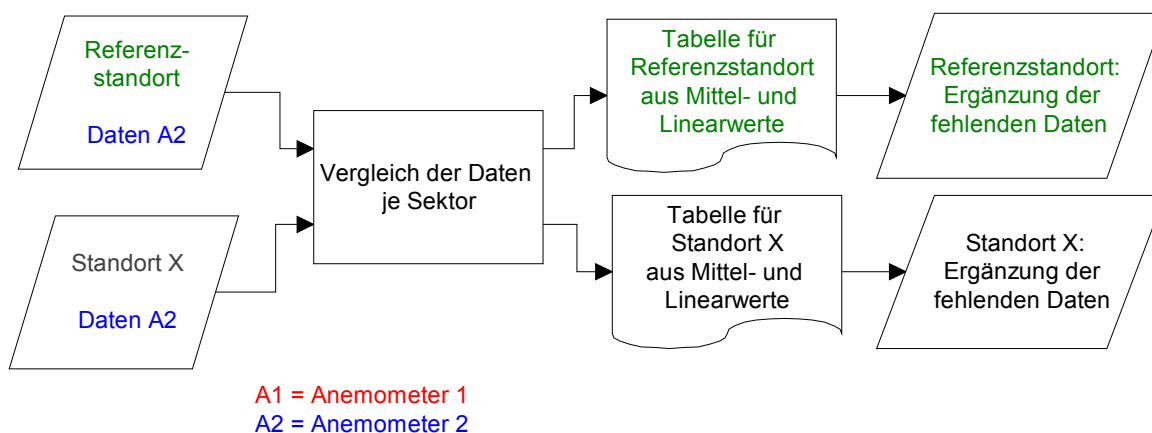 Referenz-
standort
Daten A2
Standort X
Daten A2
Vergleich der Daten
je Sektor
Tabelle für
Referenzstandort
aus Mittel- und
Linearwerte
Tabelle für
Standort X
aus Mittel- und
Linearwerte
Referenzstandort:
Ergänzung der
fehlenden Daten
Standort X:
Ergänzung der
fehlenden Daten
A1 = Anemometer 1
A2 = Anemometer 2